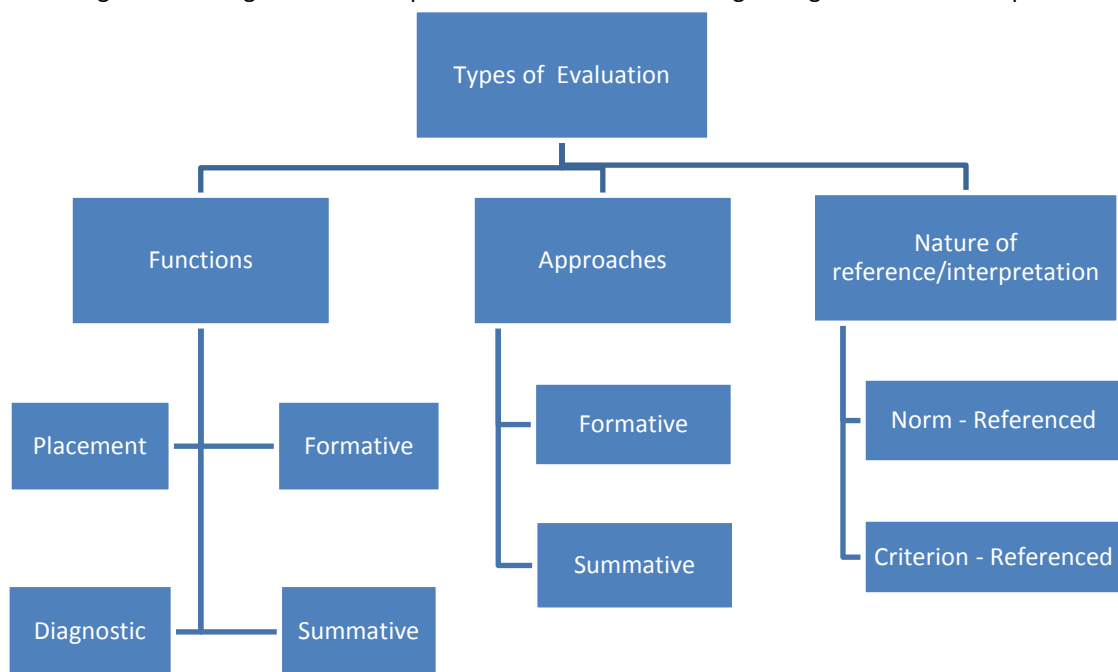 Types of Evaluation
Functions
Approaches
Nature of
reference/interpretation
Placement
Formative
Diagnostic
Summative
Formative
Summative
Norm - Referenced
Criterion - Referenced